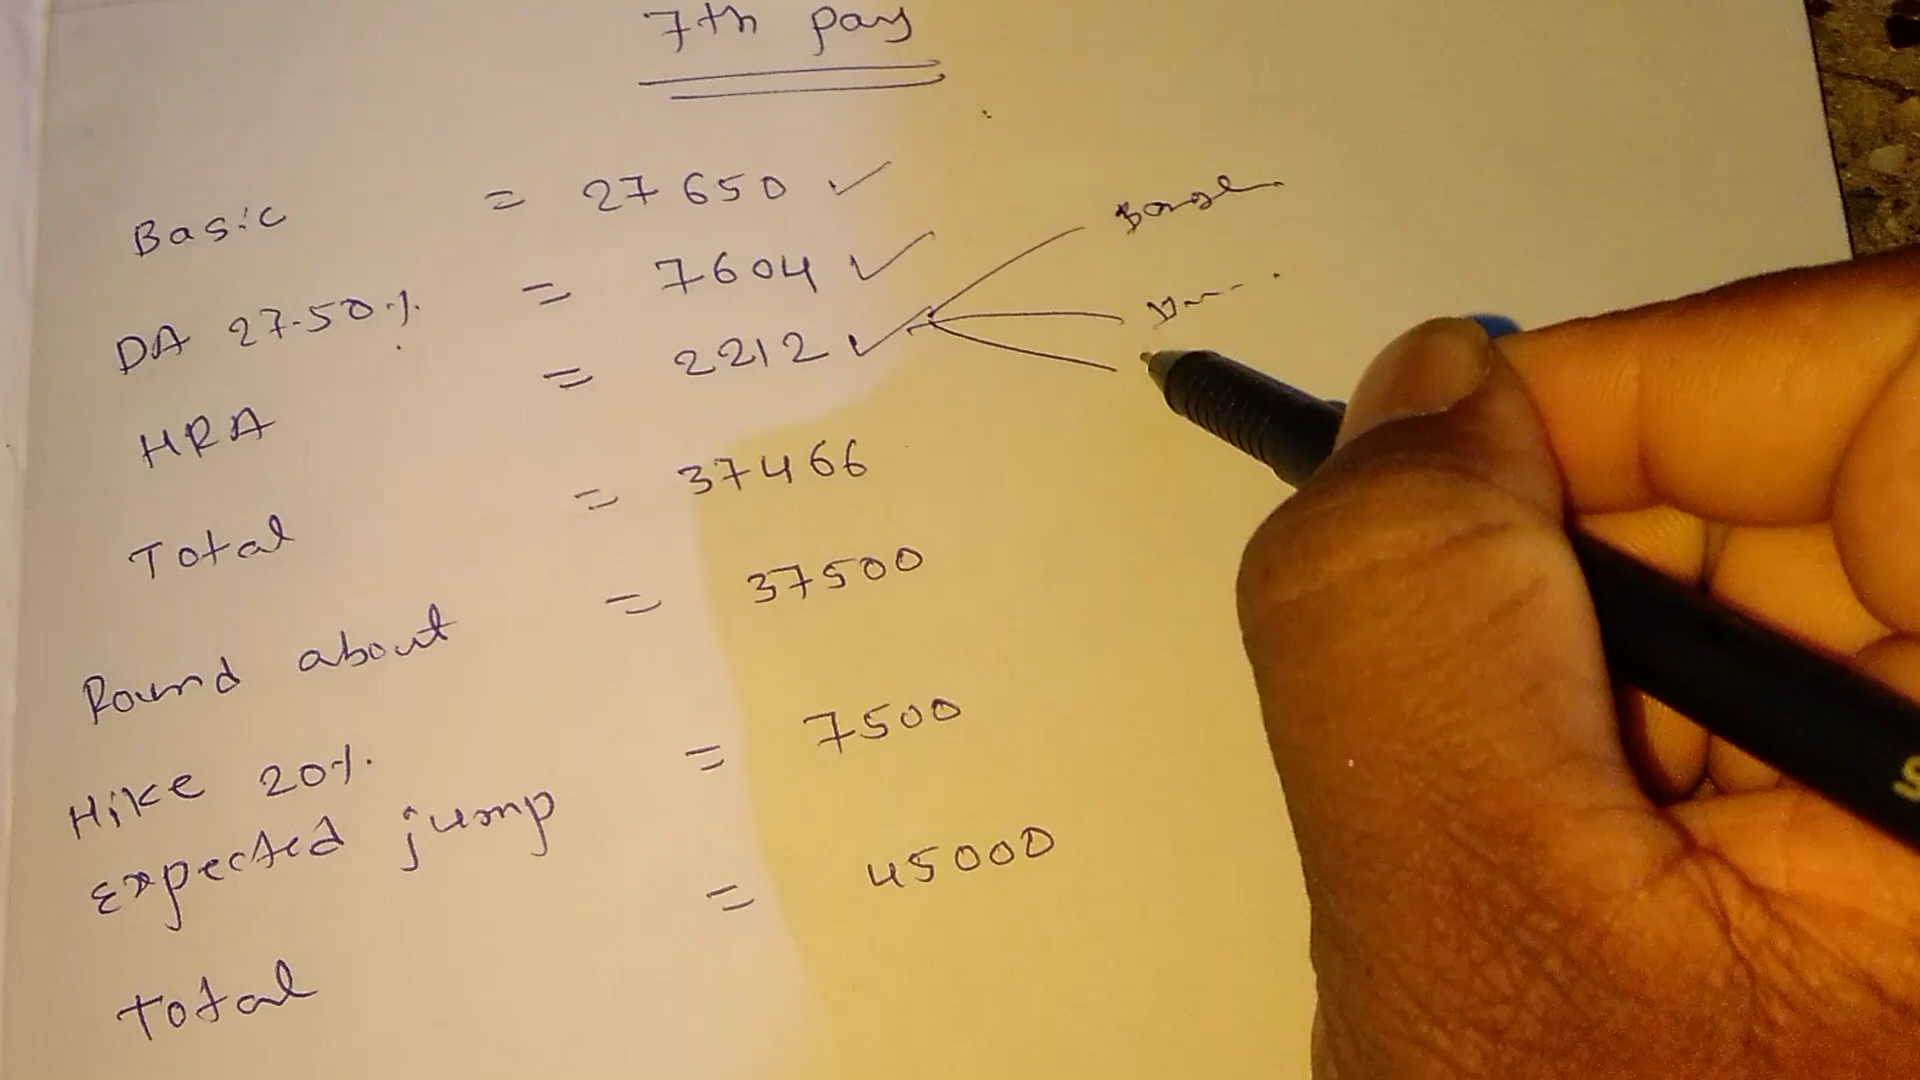 7th pay
Basic = 27650 ✓
DA 27.50% = 7604 ✓
HRA = 2212 ✓
Total = 37466
Round about = 37500
Hike 20%
expected jump = 7500
Total = 45000